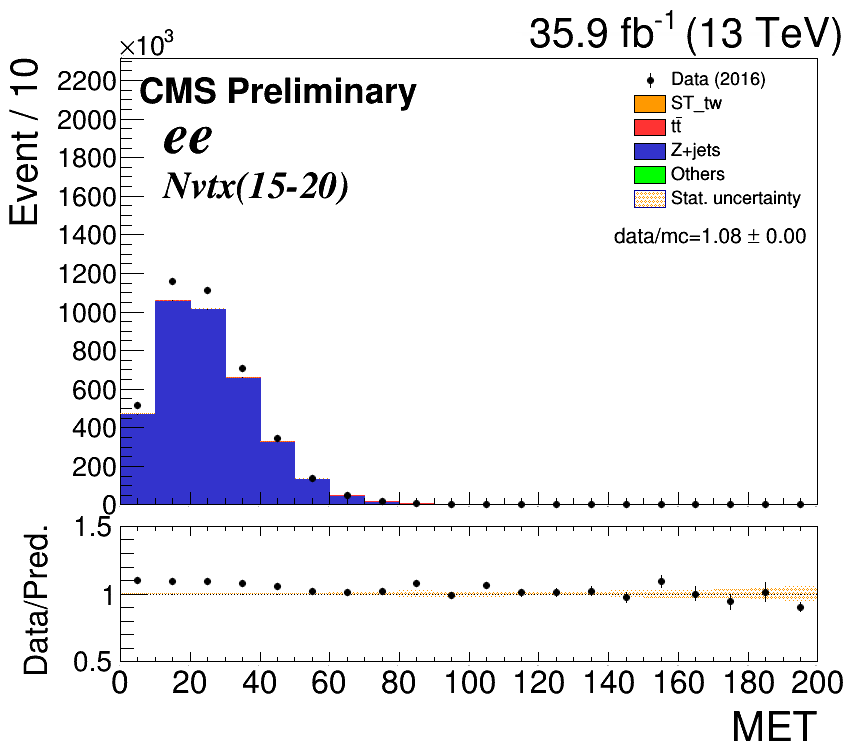 35.9 fb⁻¹ (13 TeV)
×10³
Event / 10
2200
2000
1800
1600
1400
1200
1000
800
600
400
200
0
CMS Preliminary
ee
Nvtx(15-20)
Data (2016)
ST_tw
tt̄
Z+jets
Others
Stat. uncertainty
data/mc=1.08 ± 0.00
Data/Pred.
1.5
1
0.5
0 20 40 60 80 100 120 140 160 180 200
MET